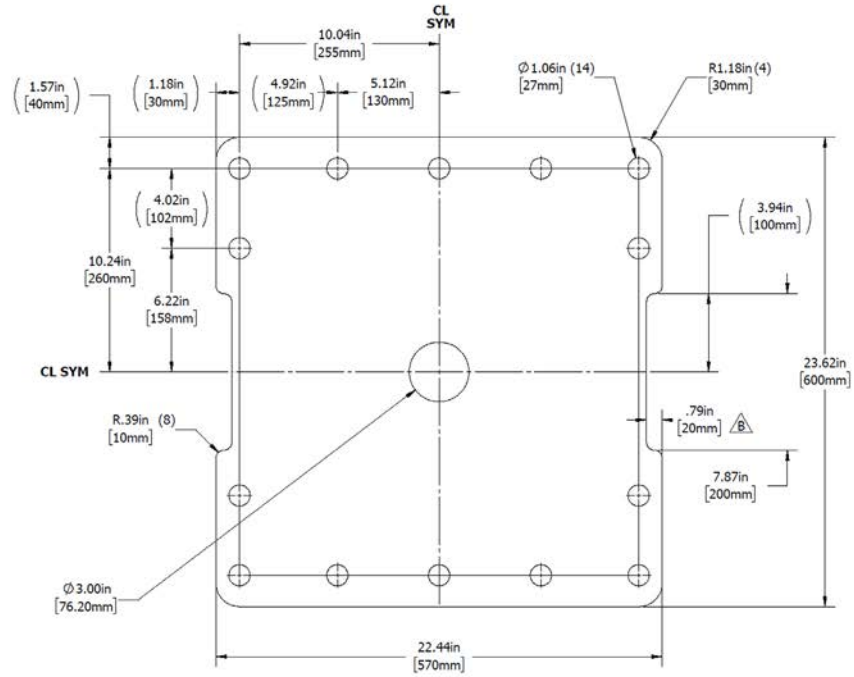 CL
SYM
10.04in
[255mm]
(1.57in
[40mm])
(1.18in
[30mm])
(4.92in
[125mm])
5.12in
[130mm]
Ø1.06in (14)
[27mm]
R1.18in (4)
[30mm]
(4.02in
[102mm])
(3.94in
[100mm])
10.24in
[260mm]
6.22in
[158mm]
CL SYM
23.62in
[600mm]
R.39in (8)
[10mm]
.79in
[20mm] B
7.87in
[200mm]
Ø3.00in
[76.20mm]
22.44in
[570mm]